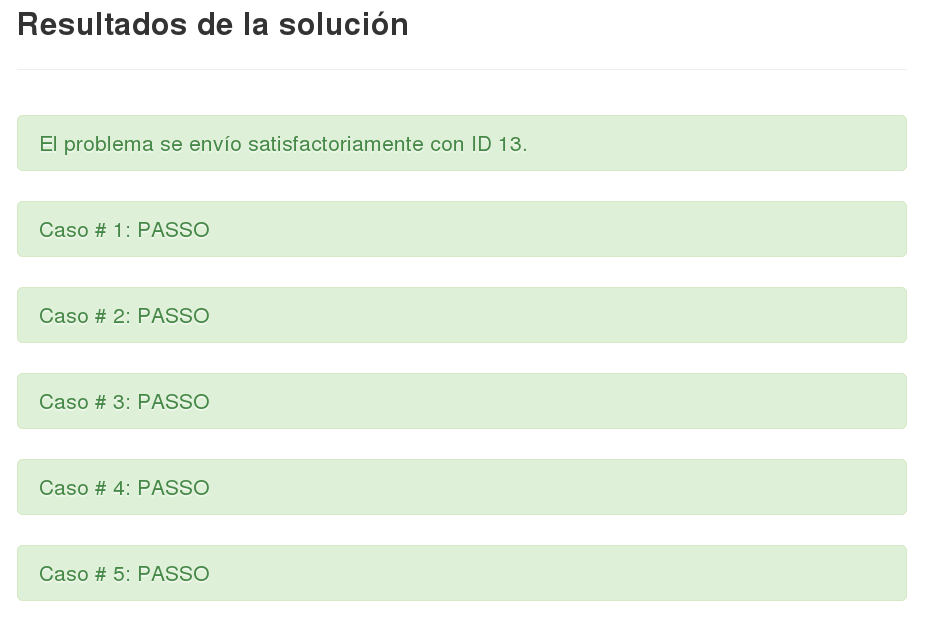 Resultados de la solución
El problema se envío satisfactoriamente con ID 13.
Caso # 1: PASSO
Caso # 2: PASSO
Caso # 3: PASSO
Caso # 4: PASSO
Caso # 5: PASSO